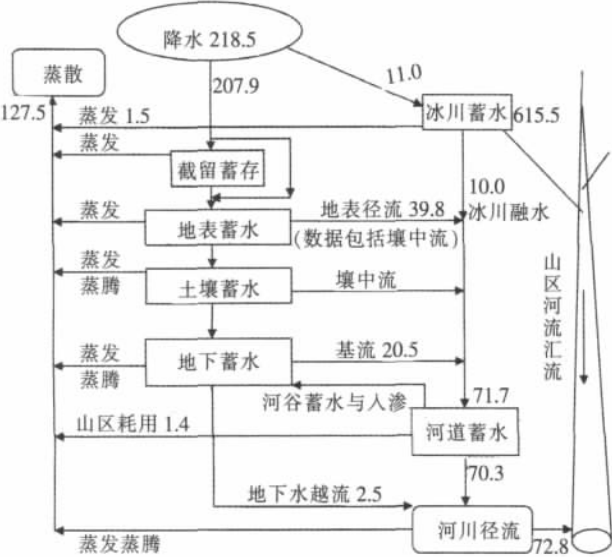 降水 218.5
蒸散
11.0
207.9
127.5
蒸发 1.5
冰川蓄水
615.5
蒸发
截留蓄存
10.0
冰川融水
蒸发
地表蓄水
地表径流 39.8
(数据包括壤中流)
蒸发
蒸腾
土壤蓄水
壤中流
山区河流汇流
蒸发
蒸腾
地下蓄水
基流 20.5
河谷蓄水与入渗
71.7
山区耗用 1.4
河道蓄水
70.3
地下水越流 2.5
河川径流
蒸发蒸腾
72.8